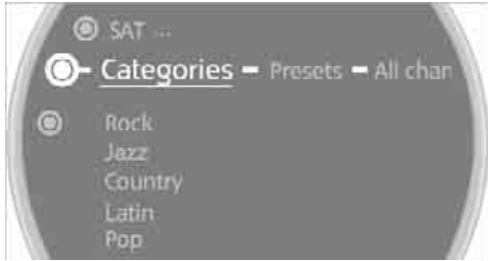 SAT ...
Categories - Presets - All chan
Rock
Jazz
Country
Latin
Pop